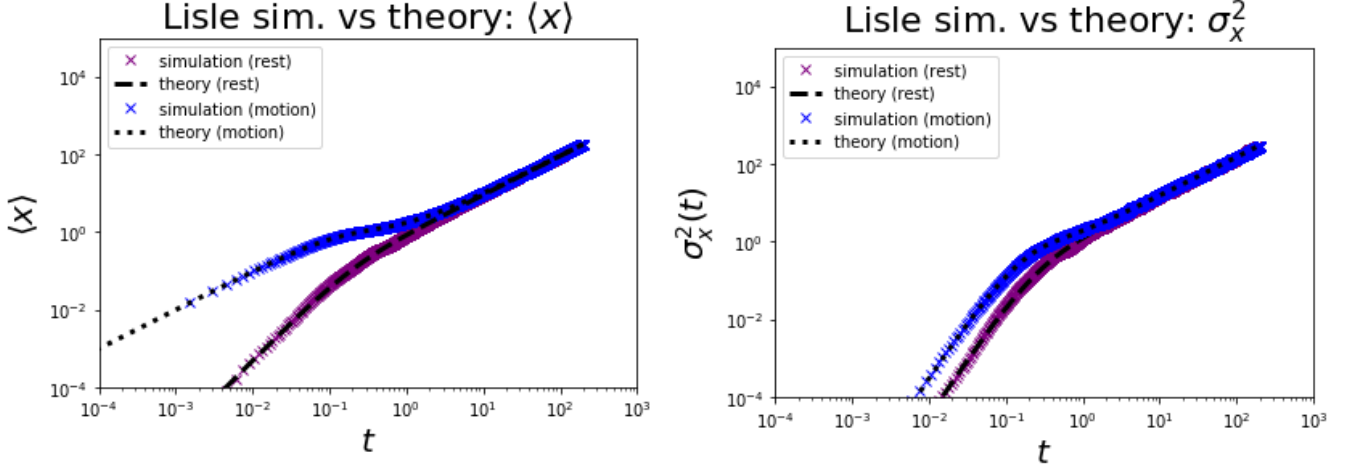 Lisle sim. vs theory: ⟨x⟩
simulation (rest)
theory (rest)
simulation (motion)
theory (motion)
10⁴
10²
10⁰
10⁻²
10⁻⁴
⟨x⟩
10⁻⁴ 10⁻³ 10⁻² 10⁻¹ 10⁰ 10¹ 10² 10³
t
Lisle sim. vs theory: σₓ²
simulation (rest)
theory (rest)
simulation (motion)
theory (motion)
10⁴
10²
10⁰
10⁻²
10⁻⁴
σₓ²(t)
10⁻⁴ 10⁻³ 10⁻² 10⁻¹ 10⁰ 10¹ 10² 10³
t